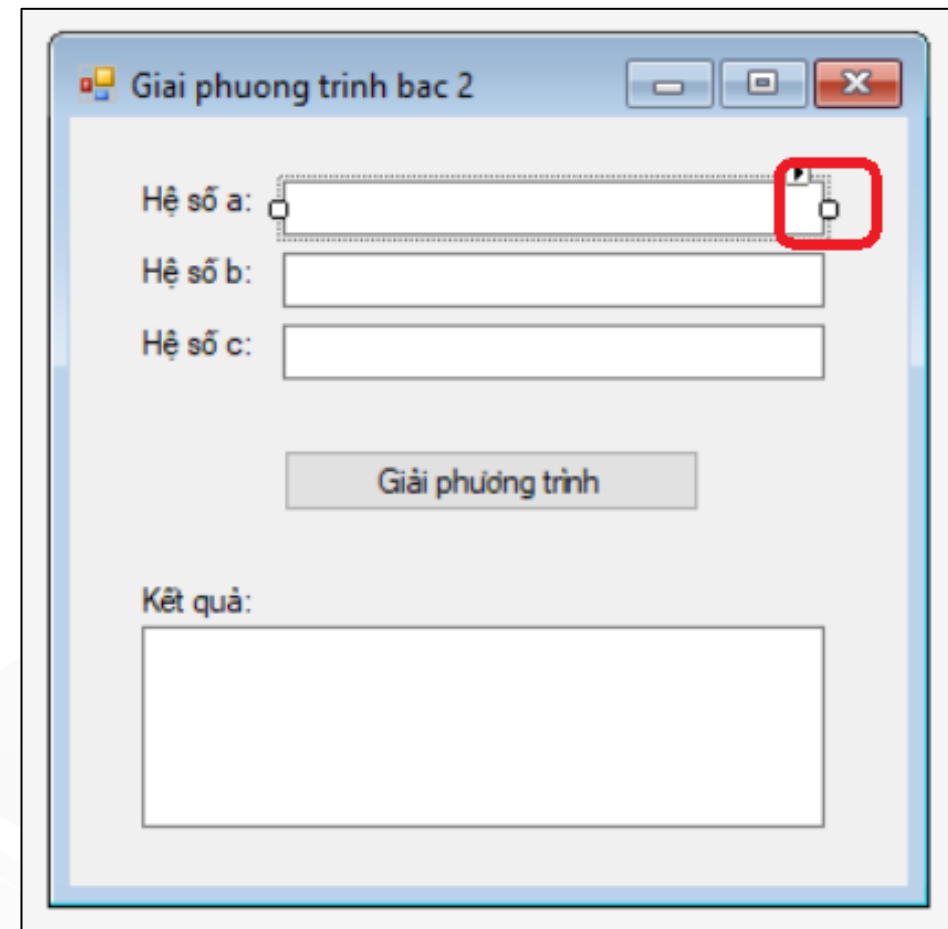 Giai phuong trinh bac 2
Hệ số a:
Hệ số b:
Hệ số c:
Giải phương trình
Kết quả: